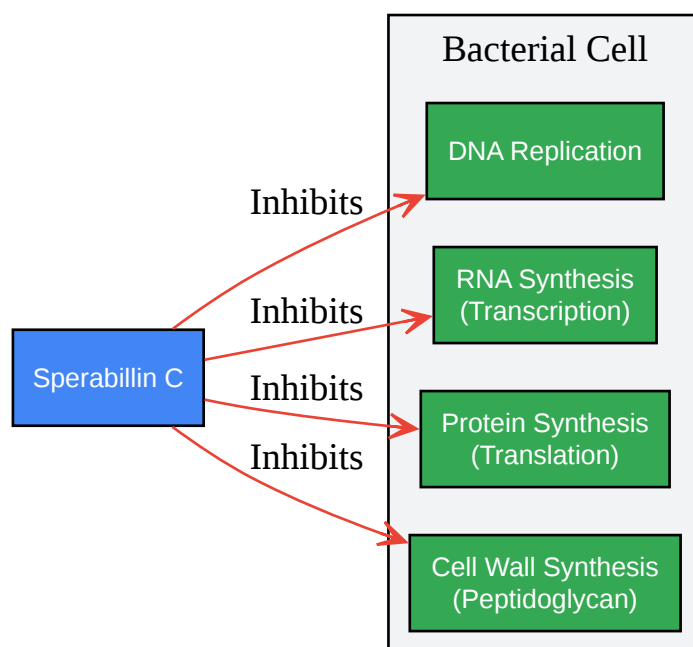 Bacterial Cell
DNA Replication
Inhibits
RNA Synthesis
(Transcription)
Inhibits
Sperabillin C
Inhibits
Protein Synthesis
(Translation)
Inhibits
Cell Wall Synthesis
(Peptidoglycan)